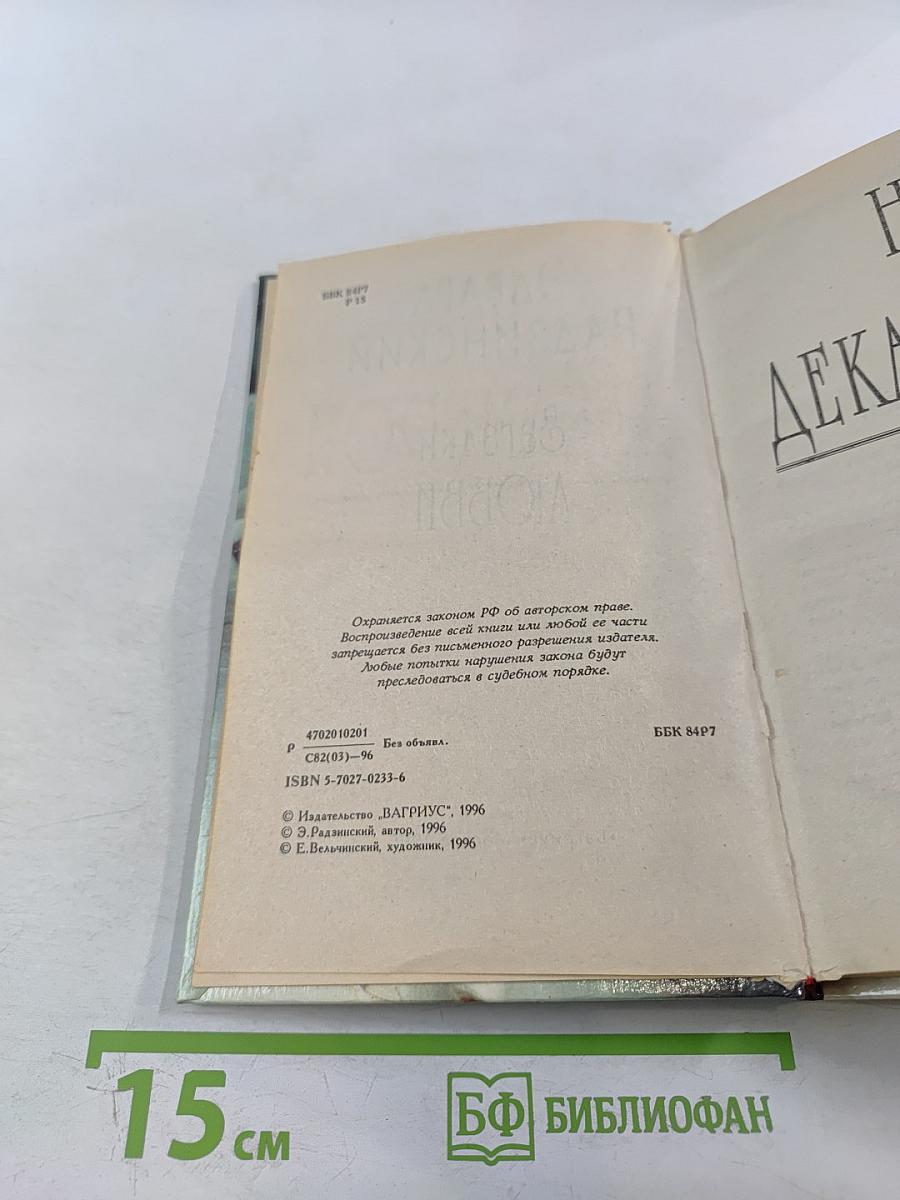 ББК 84Р7
Р 15
Охраняется законом РФ об авторском праве.
Воспроизведение всей книги или любой ее части
запрещается без письменного разрешения издателя.
Любые попытки нарушения закона будут
преследоваться в судебном порядке.
Р 4702010201 Без объявл.
С82(03)—96
ББК 84Р7
ISBN 5-7027-0233-6
© Издательство „ВАГРИУС", 1996
© Э.Радзинский, автор, 1996
© Е.Вельчинский, художник, 1996
Н
ДЕКА
15 см
БФ БИБЛИОФАН